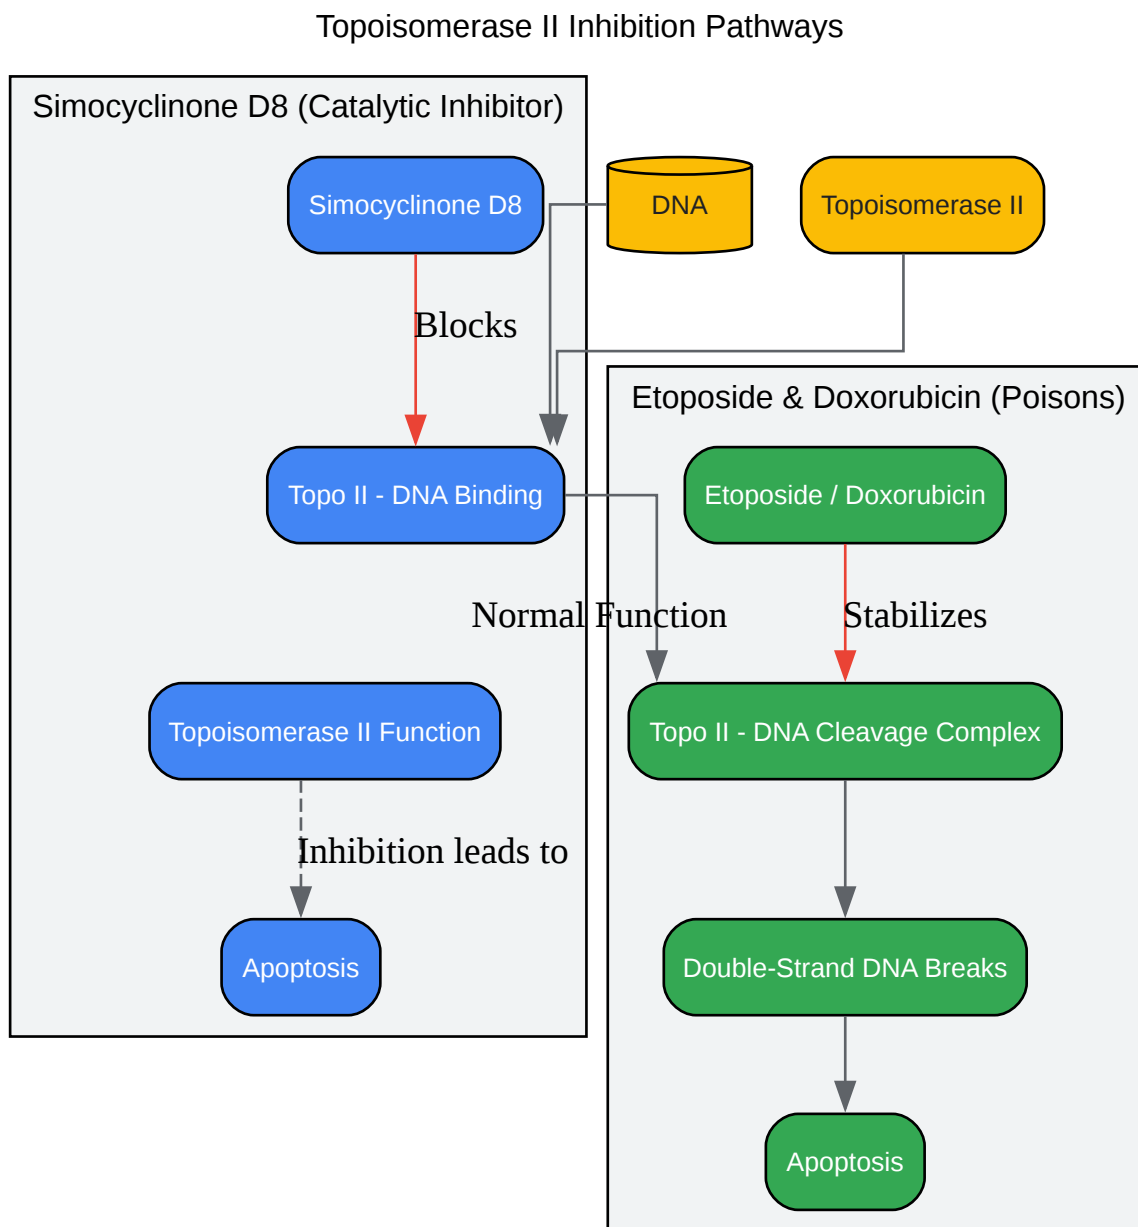 Topoisomerase II Inhibition Pathways
Simocyclinone D8 (Catalytic Inhibitor)
Simocyclinone D8
DNA
Topoisomerase II
Blocks
Etoposide & Doxorubicin (Poisons)
Topo II - DNA Binding
Etoposide / Doxorubicin
Normal Function
Stabilizes
Topoisomerase II Function
Topo II - DNA Cleavage Complex
Inhibition leads to
Apoptosis
Double-Strand DNA Breaks
Apoptosis